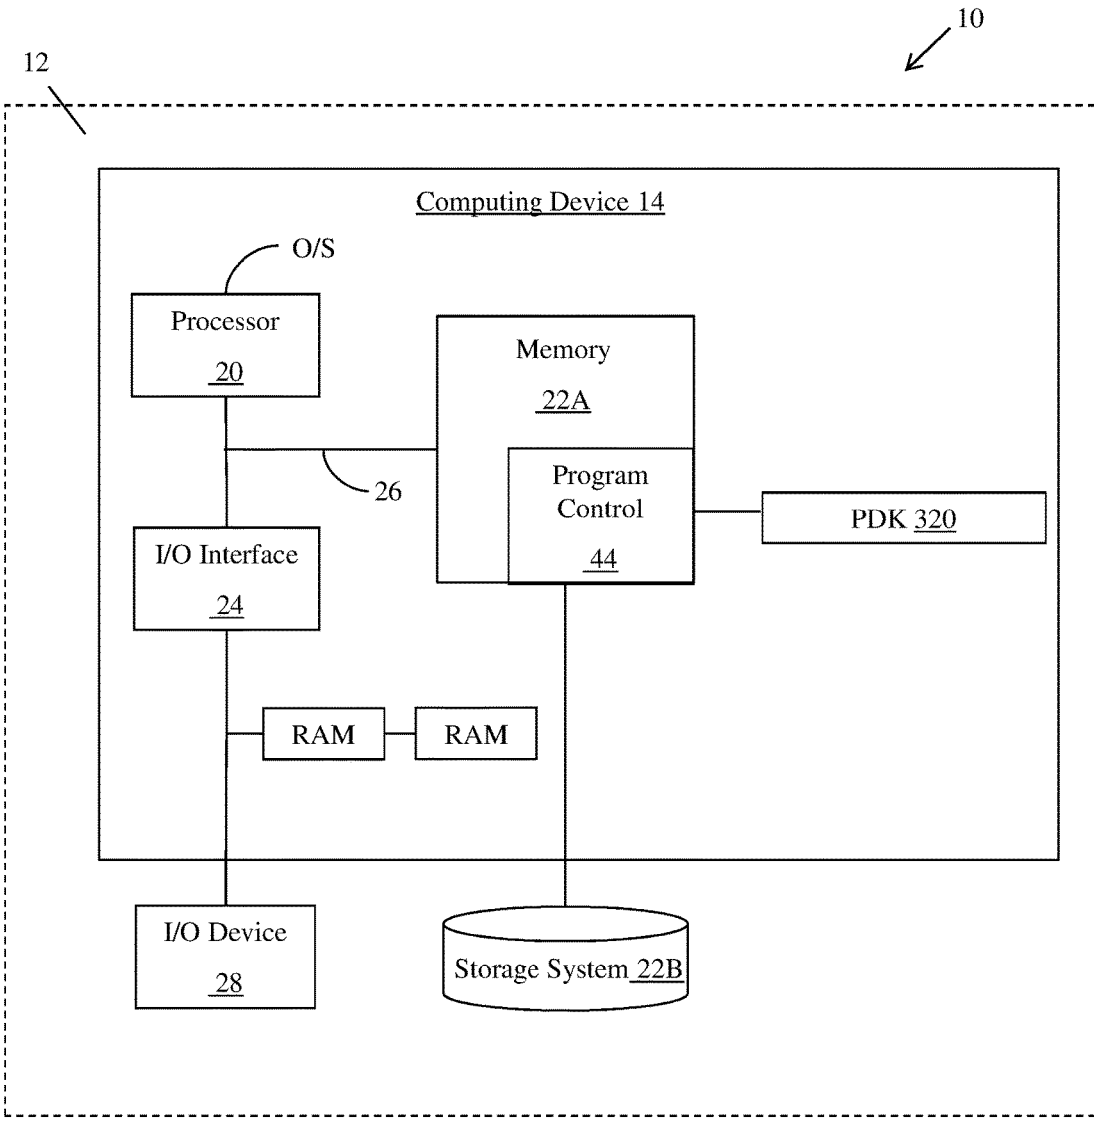 10
12
Computing Device 14
O/S
Processor
20
Memory
22A
Program
Control
44
26
PDK 320
I/O Interface
24
RAM
RAM
I/O Device
28
Storage System 22B